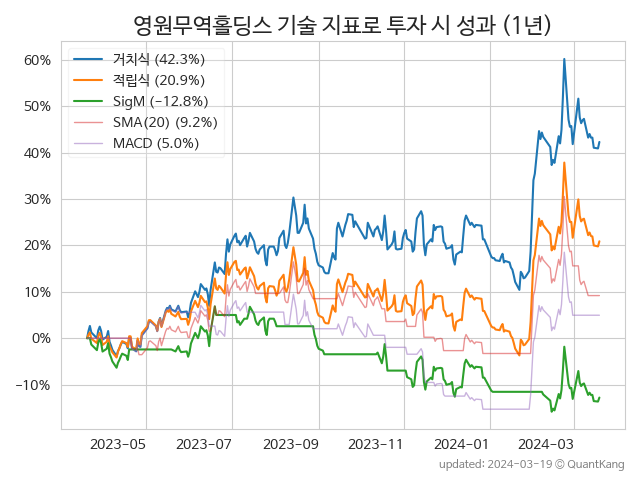 영원무역홀딩스 기술 지표로 투자 시 성과 (1년)
거치식 (42.3%)
적립식 (20.9%)
SigM (−12.8%)
SMA(20) (9.2%)
MACD (5.0%)
60%
50%
40%
30%
20%
10%
0%
−10%
2023-05 2023-07 2023-09 2023-11 2024-01 2024-03
updated: 2024-03-19 © QuantKang